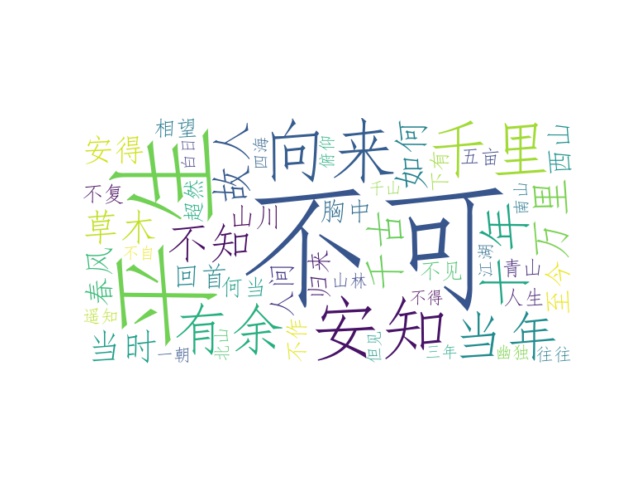 相望
安得
不复
草木
春风
遥知
当时
一朝
平生
白日
超然
不自
故人
四海
俯仰
山川
不知
回首
何当
有余
北山
向来
不可
胸中
人间
归来
山林
不作
安知
但见
千山
千古
如何
下有
不见
不得
三年
当年
千里
五亩
十年
江湖
青山
人生
幽独
往往
西山
南山
万里
至今